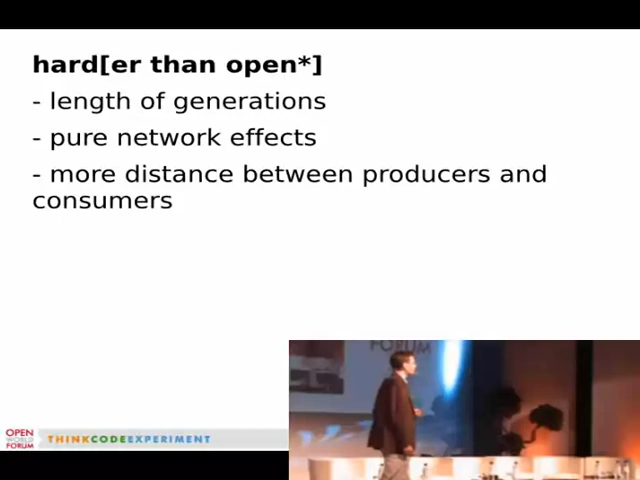 hard[er than open*]
- length of generations
- pure network effects
- more distance between producers and
consumers
FORUM
OPEN
WORLD
FORUM
THINKCODEEXPERIMENT